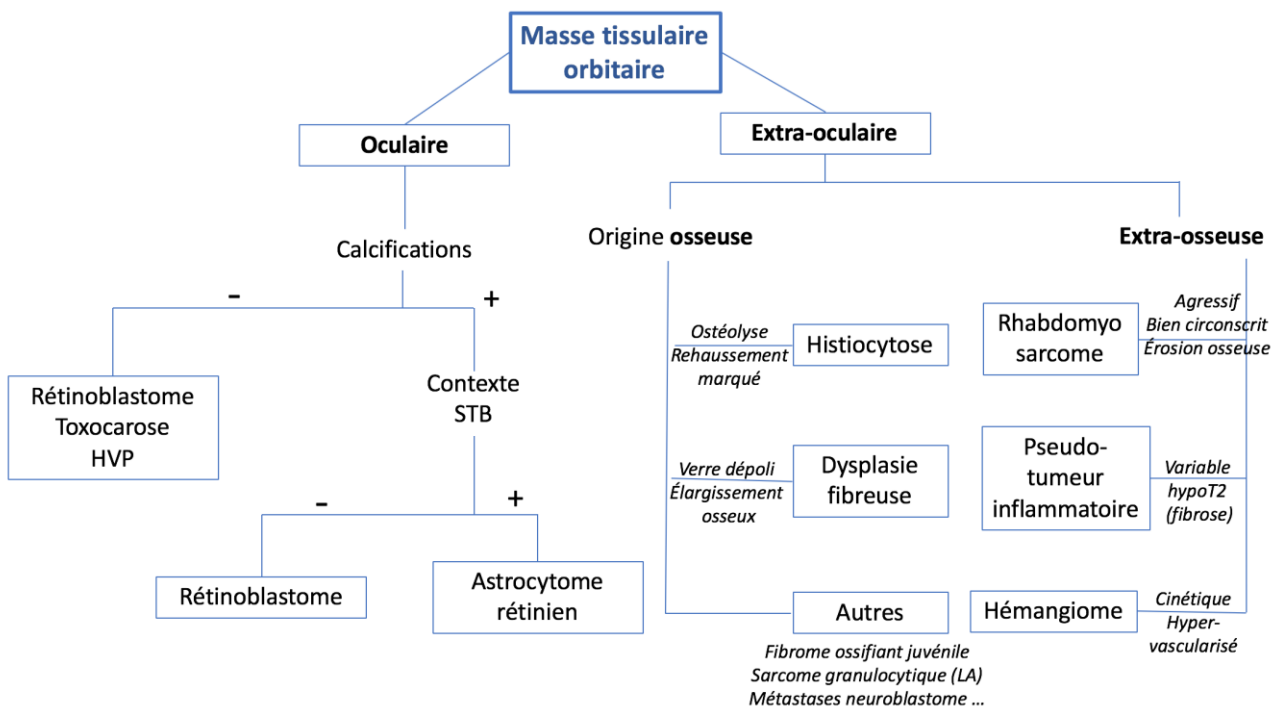 Masse tissulaire
orbitaire
Oculaire
Extra-oculaire
Calcifications
-
+
Rétinoblastome
Toxocarose
HVP
Contexte
STB
-
+
Rétinoblastome
Astrocytome
rétinien
Origine osseuse
Ostéolyse
Rehaussement
marqué
Histiocytose
Verre dépoli
Élargissement
osseux
Dysplasie
fibreuse
Autres
Fibrome ossifiant juvénile
Sarcome granulocytique (LA)
Métastases neuroblastome ...
Extra-osseuse
Rhabdomyo
sarcome
Agressif
Bien circonscrit
Érosion osseuse
Pseudo-
tumeur
inflammatoire
Variable
hypoT2
(fibrose)
Hémangiome
Cinétique
Hyper-
vascularisé